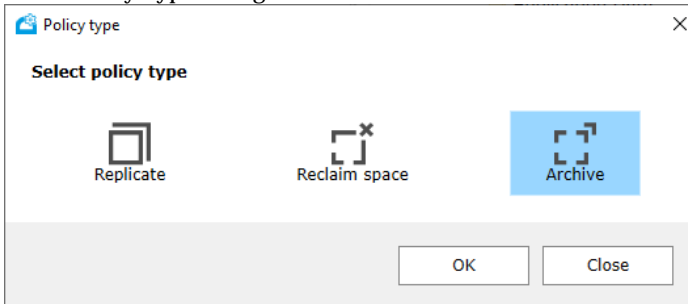 Policy type
Select policy type
Replicate
Reclaim space
Archive
OK
Close